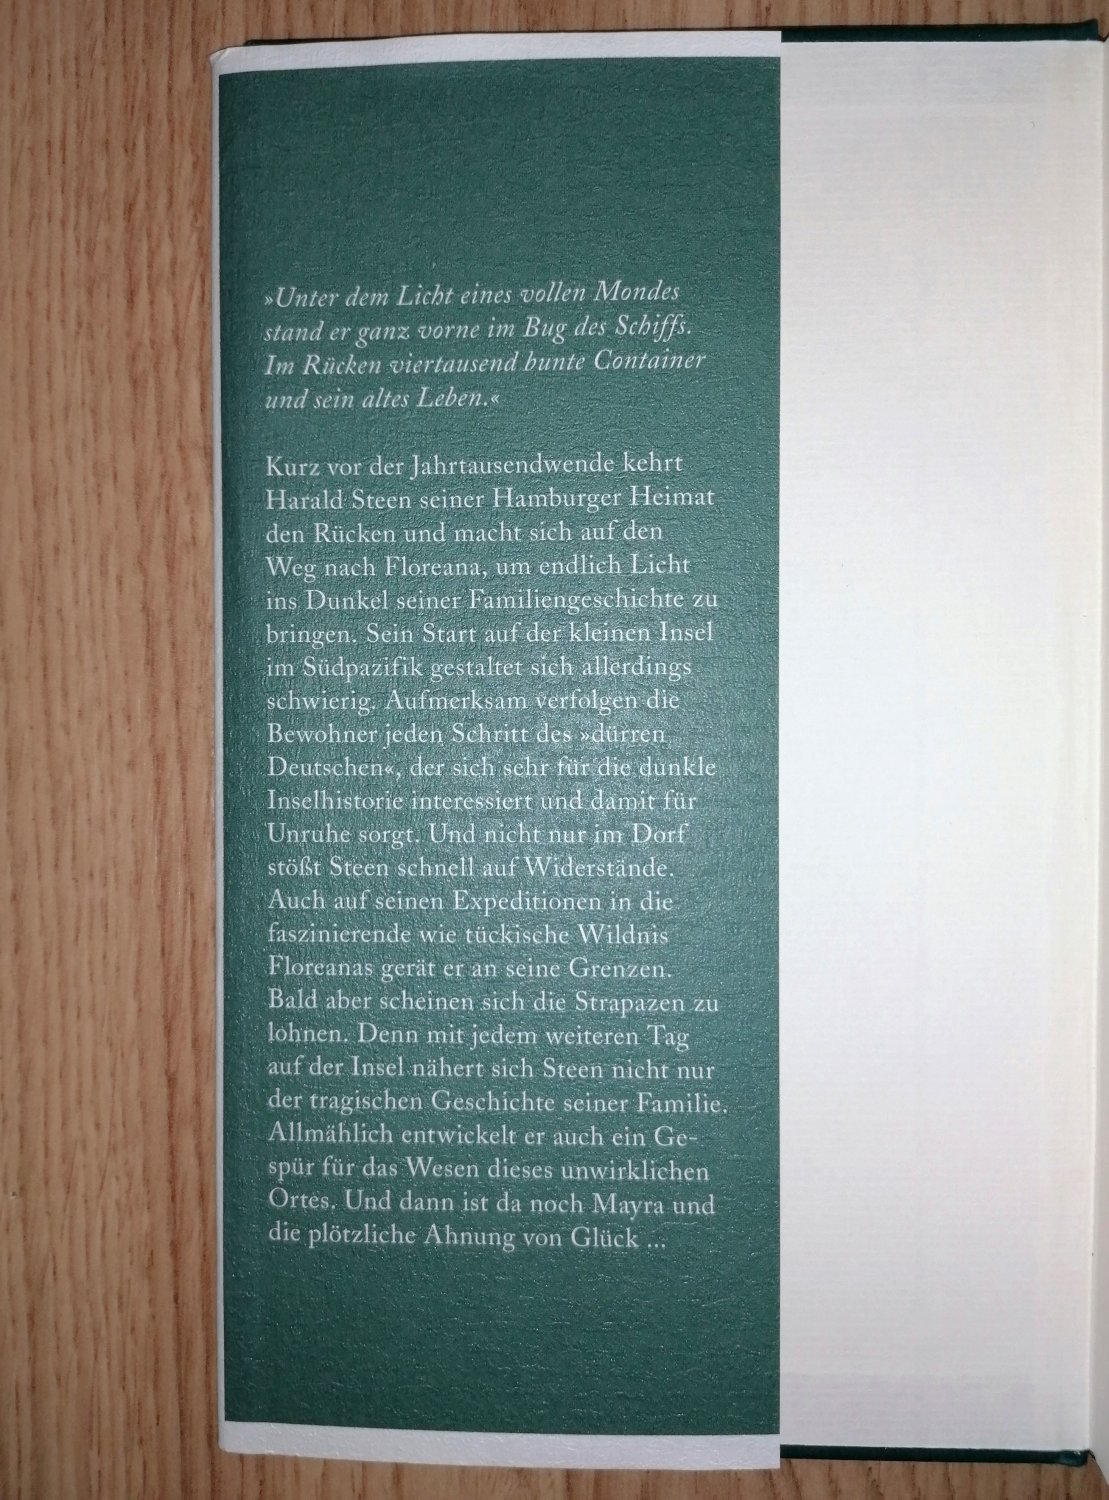 »Unter dem Licht eines vollen Mondes
stand er ganz vorne im Bug des Schiffs.
Im Rücken viertausend bunte Container
und sein altes Leben.«
Kurz vor der Jahrtausendwende kehrt
Harald Steen seiner Hamburger Heimat
den Rücken und macht sich auf den
Weg nach Floreana, um endlich Licht
ins Dunkel seiner Familiengeschichte zu
bringen. Sein Start auf der kleinen Insel
im Südpazifik gestaltet sich allerdings
schwierig. Aufmerksam verfolgen die
Bewohner jeden Schritt des »dürren
Deutschen«, der sich sehr für die dunkle
Inselhistorie interessiert und damit für
Unruhe sorgt. Und nicht nur im Dorf
stößt Steen schnell auf Widerstände.
Auch auf seinen Expeditionen in die
faszinierende wie tückische Wildnis
Floreanas gerät er an seine Grenzen.
Bald aber scheinen sich die Strapazen zu
lohnen. Denn mit jedem weiteren Tag
auf der Insel nähert sich Steen nicht nur
der tragischen Geschichte seiner Familie.
Allmählich entwickelt er auch ein Ge-
spür für das Wesen dieses unwirklichen
Ortes. Und dann ist da noch Mayra und
die plötzliche Ahnung von Glück ...